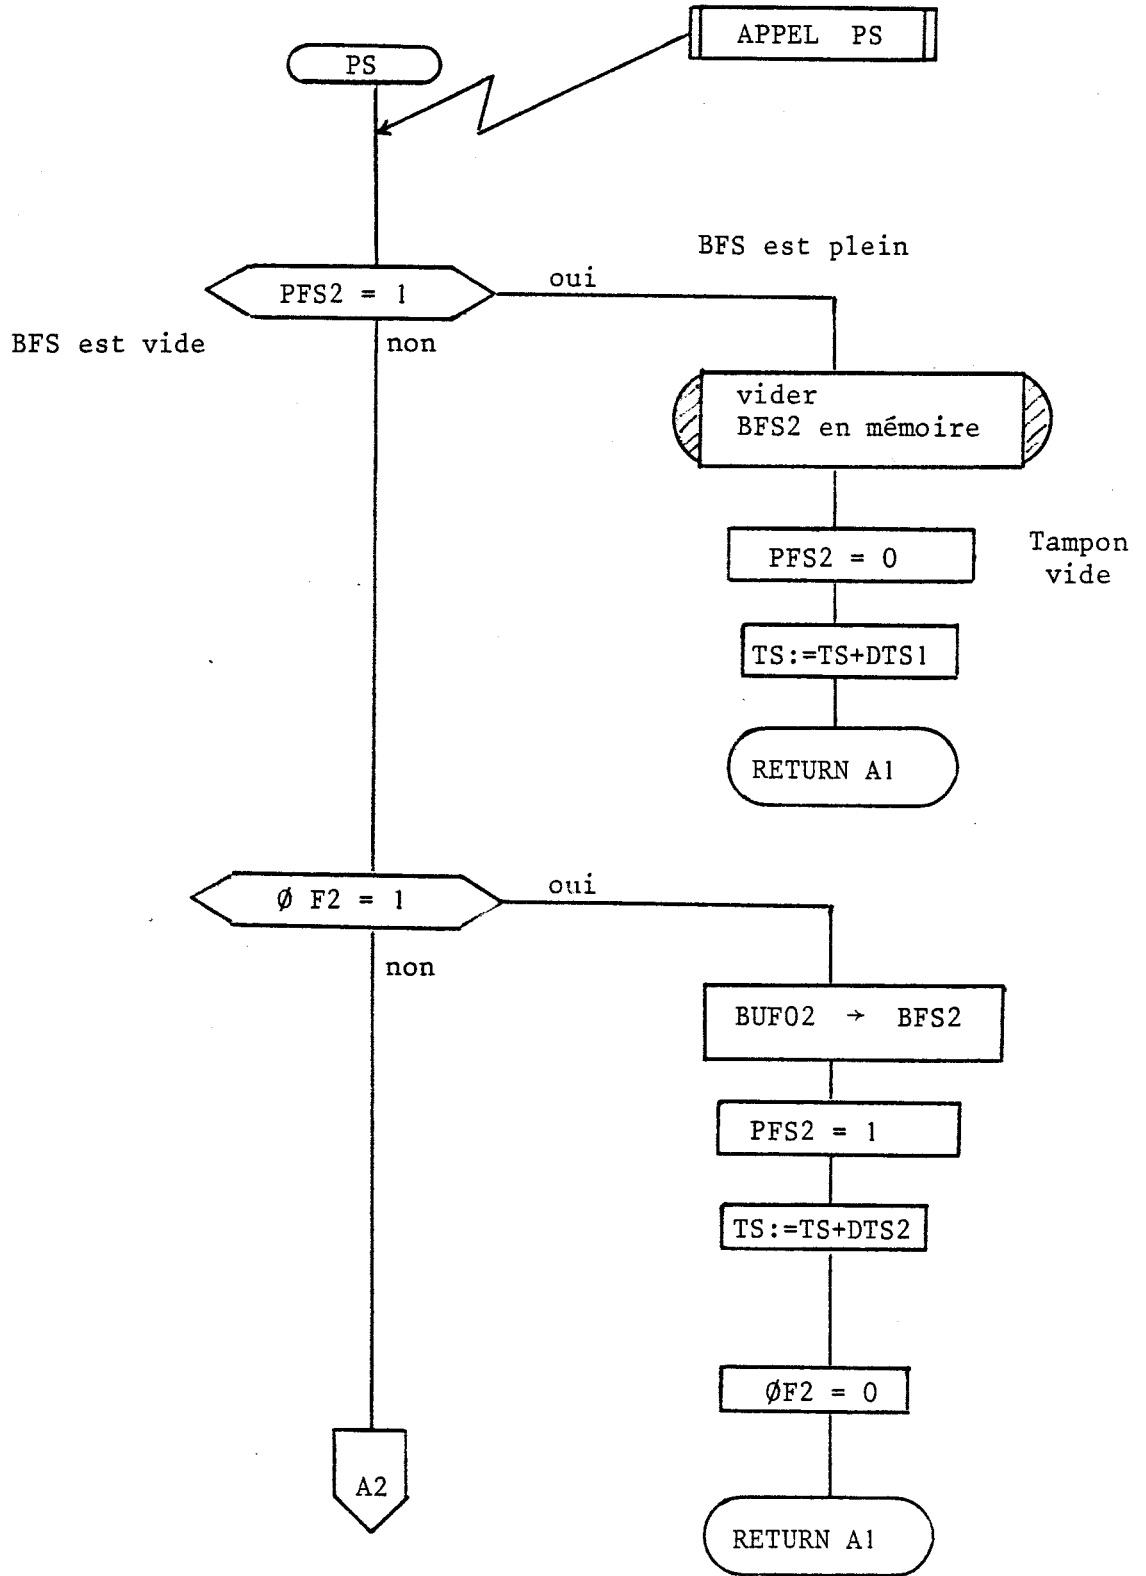 APPEL PS
PS
BFS est plein
oui
PFS2 = 1
BFS est vide
non
vider
BFS2 en mémoire
PFS2 = 0
Tampon
vide
TS:=TS+DTS1
RETURN A1
oui
Ø F2 = 1
non
BUFO2 → BFS2
PFS2 = 1
TS:=TS+DTS2
ØF2 = 0
A2
RETURN A1